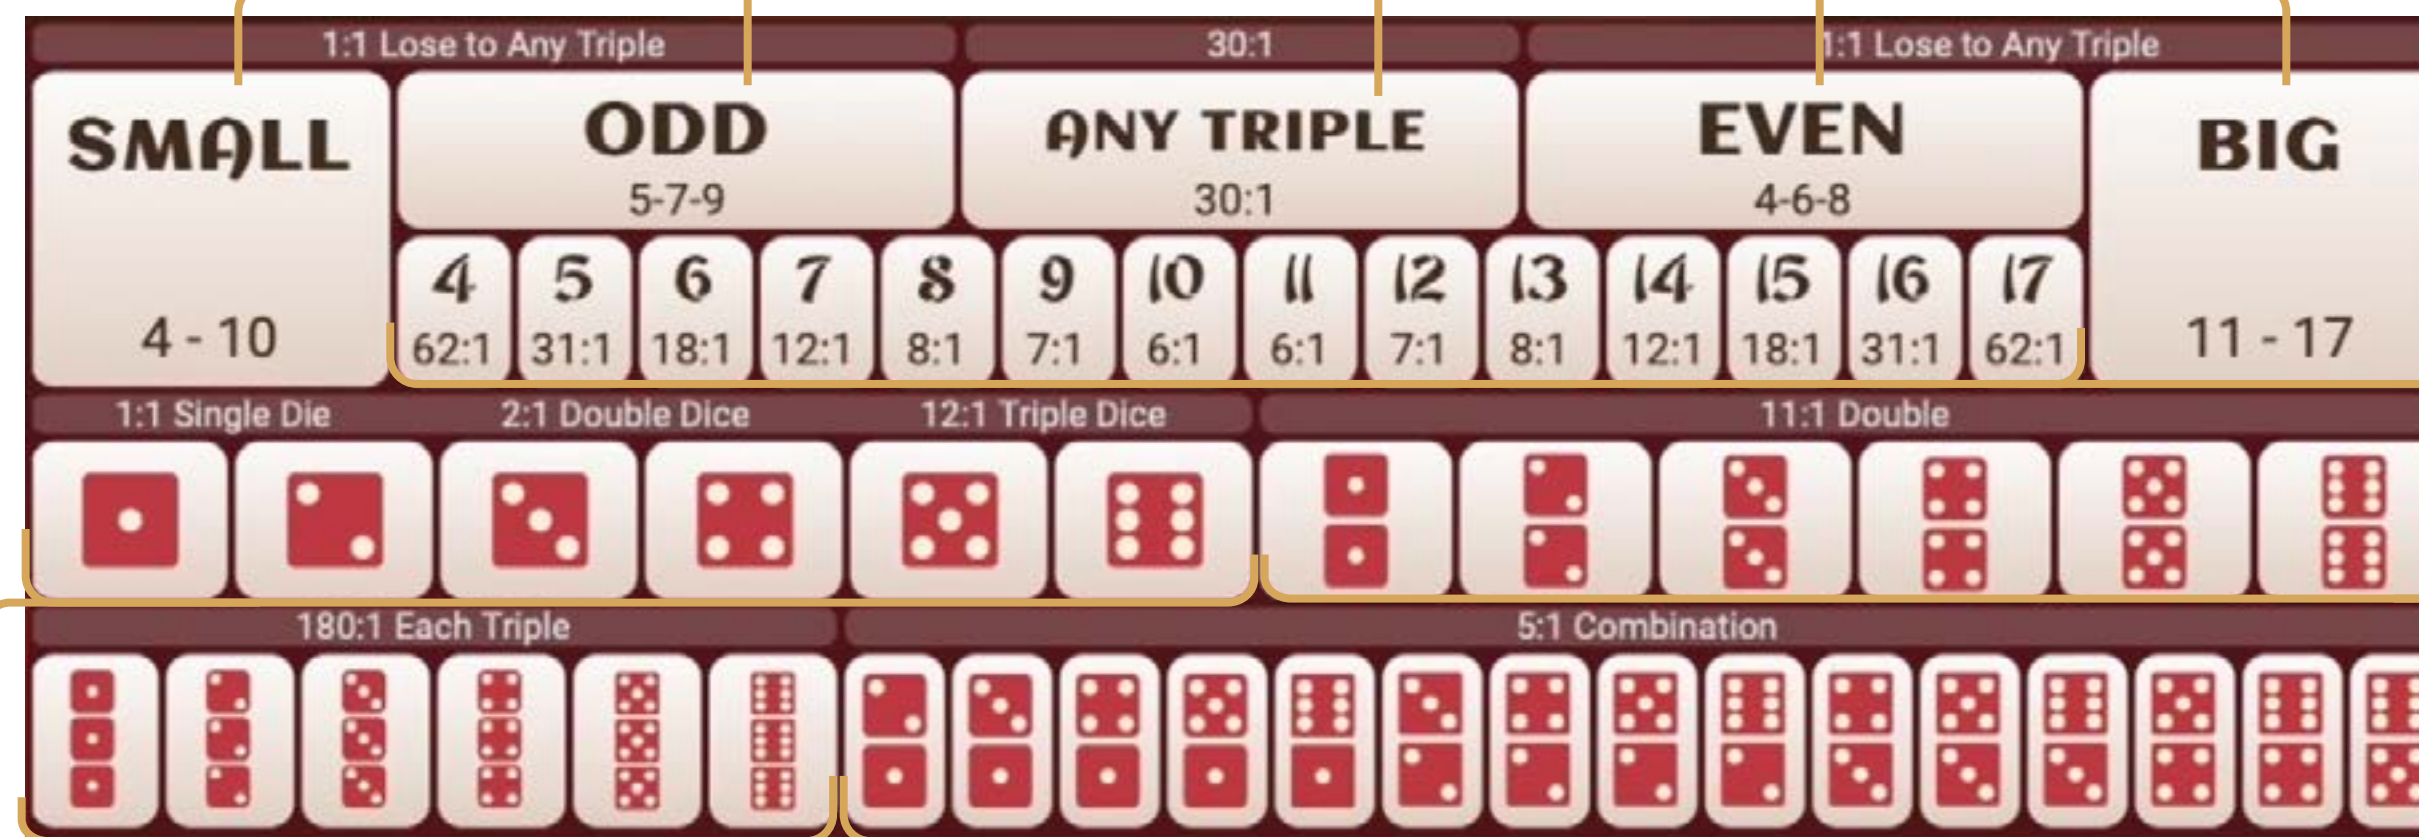 1:1 Lose to Any Triple
30:1
1:1 Lose to Any Triple
SMALL
4 - 10
ODD
5-7-9
ANY TRIPLE
30:1
EVEN
4-6-8
BIG
11 - 17
4 5 6 7 8 9 10 11 12 13 14 15 16 17
62:1 31:1 18:1 12:1 8:1 7:1 6:1 6:1 7:1 8:1 12:1 18:1 31:1 62:1
1:1 Single Die 2:1 Double Dice 12:1 Triple Dice
11:1 Double
180:1 Each Triple
5:1 Combination